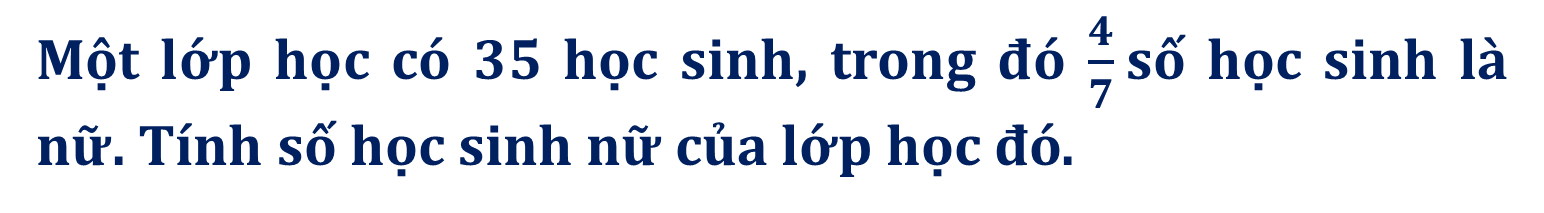 Một lớp học có 35 học sinh, trong đó 4/7 số học sinh là
nữ. Tính số học sinh nữ của lớp học đó.